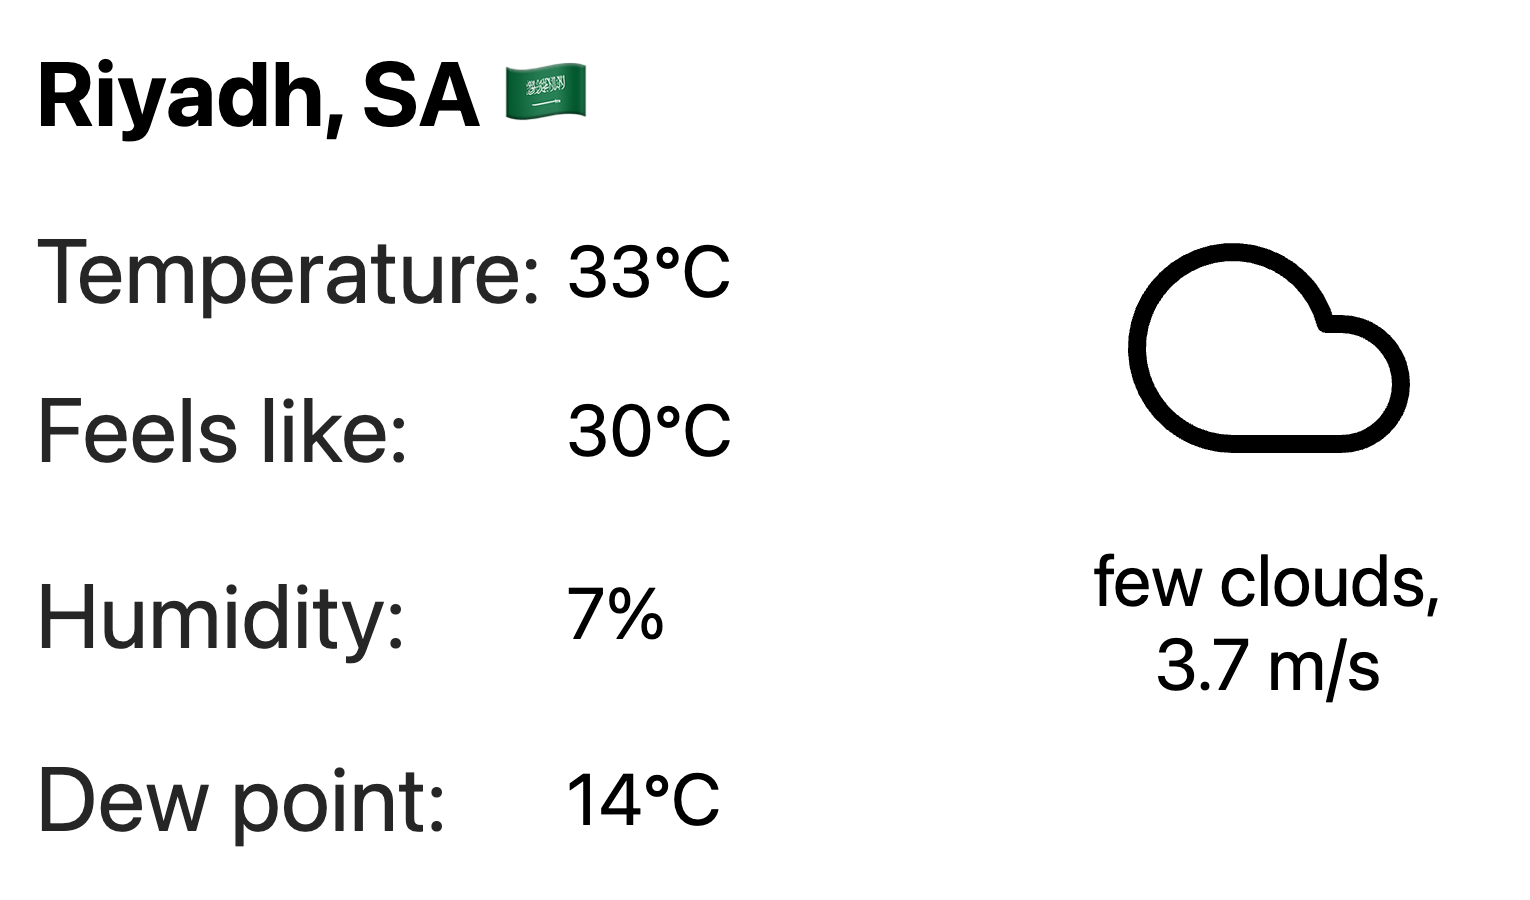 Riyadh, SA 🇸🇦
Temperature: 33°C
Feels like: 30°C
Humidity: 7%
Dew point: 14°C
few clouds,
3.7 m/s